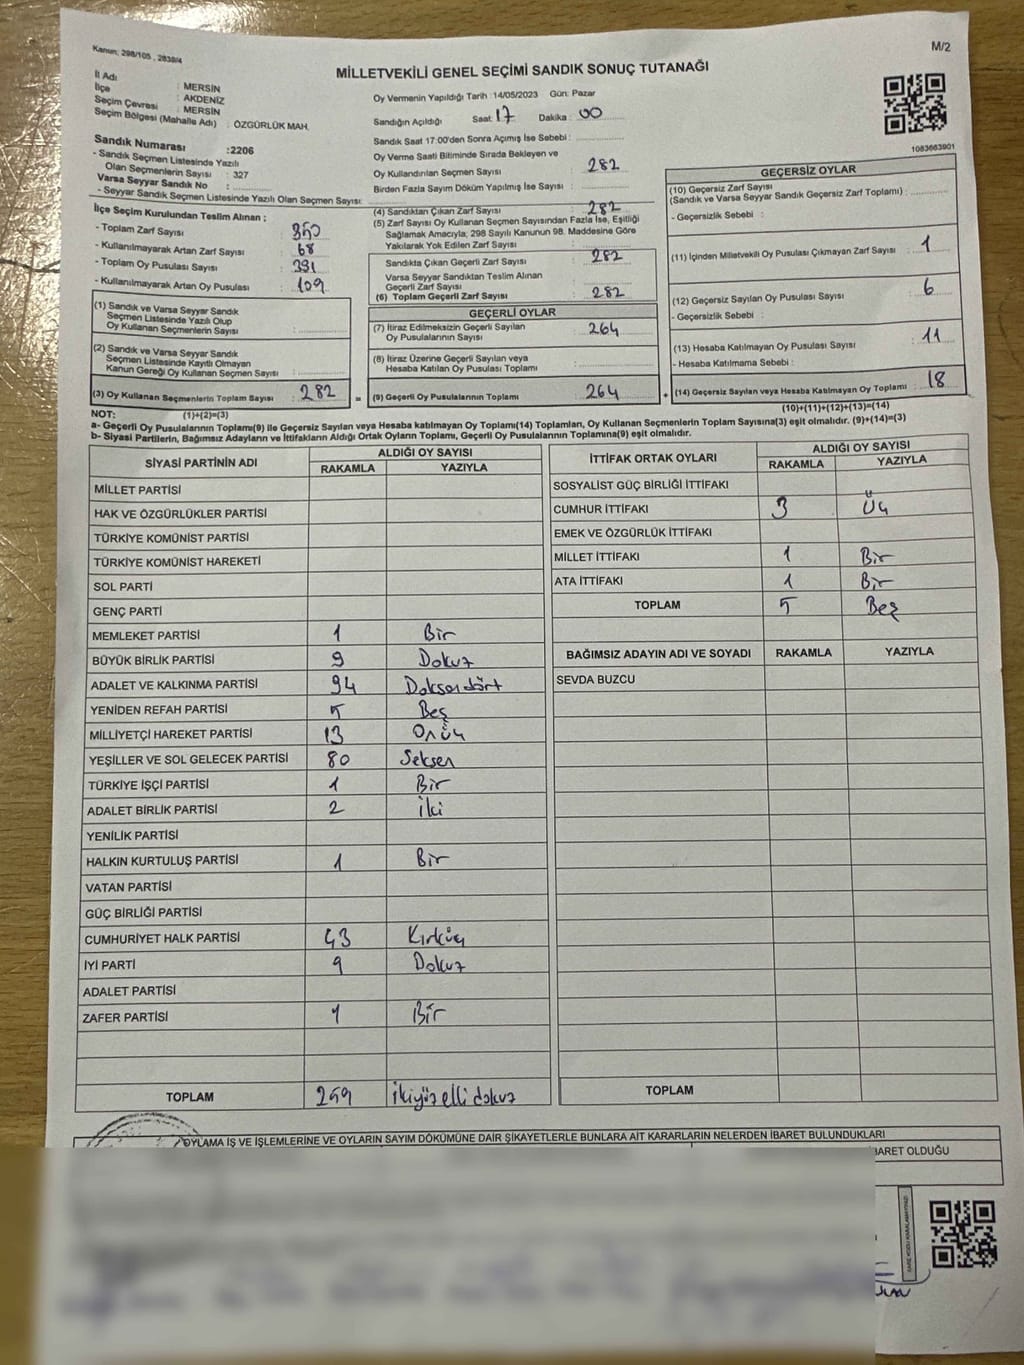 Kanun; 298/105 , 2839/4
M/2
MİLLETVEKİLİ GENEL SEÇİMİ SANDIK SONUÇ TUTANAĞI
İl Adı : MERSİN
İlçe : AKDENİZ
Seçim Çevresi : MERSİN
Seçim Bölgesi (Mahalle Adı) : ÖZGÜRLÜK MAH.
Sandık Numarası :2206
- Sandık Seçmen Listesinde Yazılı
Olan Seçmenlerin Sayısı : 327
Varsa Seyyar Sandık No :
- Seyyar Sandık Seçmen Listesinde Yazılı Olan Seçmen Sayısı:
İlçe Seçim Kurulundan Teslim Alınan ;
- Toplam Zarf Sayısı : 350
- Kullanılmayarak Artan Zarf Sayısı : 68
- Toplam Oy Pusulası Sayısı : 391
- Kullanılmayarak Artan Oy Pusulası : 109
(1) Sandık ve Varsa Seyyar Sandık
Seçmen Listesinde Yazılı Olup
Oy Kullanan Seçmenlerin Sayısı :
(2) Sandık ve Varsa Seyyar Sandık
Seçmen Listesinde Kayıtlı Olmayan
Kanun Gereği Oy Kullanan Seçmen Sayısı :
(3) Oy Kullanan Seçmenlerin Toplam Sayısı : 282
(1)+(2)=(3)
Oy Vermenin Yapıldığı Tarih : 14/05/2023 Gün: Pazar
Sandığın Açıldığı Saat : 17 Dakika : 00
Sandık Saat 17:00'den Sonra Açımış İse Sebebi :
Oy Verme Saati Bitiminde Sırada Bekleyen ve
Oy Kullandırılan Seçmen Sayısı : 282
Birden Fazla Sayım Döküm Yapılmış İse Sayısı :
(4) Sandıktan Çıkan Zarf Sayısı : 282
(5) Zarf Sayısı Oy Kullanan Seçmen Sayısından Fazla İse, Eşitliği
Sağlamak Amacıyla; 298 Sayılı Kanunun 98. Maddesine Göre
Yakılarak Yok Edilen Zarf Sayısı :
Sandıkta Çıkan Geçerli Zarf Sayısı : 282
Varsa Seyyar Sandıktan Teslim Alınan
Geçerli Zarf Sayısı :
(6) Toplam Geçerli Zarf Sayısı : 282
GEÇERLİ OYLAR
(7) İtiraz Edilmeksizin Geçerli Sayılan
Oy Pusulalarının Sayısı : 264
(8) İtiraz Üzerine Geçerli Sayılan veya
Hesaba Katılan Oy Pusulası Toplamı :
= (9) Geçerli Oy Pusulalarının Toplamı : 264 +
1083663901
GEÇERSİZ OYLAR
(10) Geçersiz Zarf Sayısı
(Sandık ve Varsa Seyyar Sandık Geçersiz Zarf Toplamı) :
- Geçersizlik Sebebi :
(11) İçinden Milletvekili Oy Pusulası Çıkmayan Zarf Sayısı : 1
(12) Geçersiz Sayılan Oy Pusulası Sayısı : 6
- Geçersizlik Sebebi :
(13) Hesaba Katılmayan Oy Pusulası Sayısı : 11
- Hesaba Katılmama Sebebi :
(14) Geçersiz Sayılan veya Hesaba Katılmayan Oy Toplamı : 18
(10)+(11)+(12)+(13)=(14)
NOT:
a- Geçerli Oy Pusulalarının Toplamı(9) ile Geçersiz Sayılan veya Hesaba Katılmayan Oy Toplamı(14) Toplamları, Oy Kullanan Seçmenlerin Toplam Sayısına(3) eşit olmalıdır. (9)+(14)=(3)
b- Siyasi Partilerin, Bağımsız Adayların ve İttifakların Aldığı Ortak Oyların Toplamı, Geçerli Oy Pusulalarının Toplamına(9) eşit olmalıdır.
SİYASİ PARTİNİN ADI
ALDIĞI OY SAYISI
RAKAMLA YAZIYLA
MİLLET PARTİSİ
HAK VE ÖZGÜRLÜKLER PARTİSİ
TÜRKİYE KOMÜNİST PARTİSİ
TÜRKİYE KOMÜNİST HAREKETİ
SOL PARTİ
GENÇ PARTİ
MEMLEKET PARTİSİ 1 Bir
BÜYÜK BİRLİK PARTİSİ 9 Dokuz
ADALET VE KALKINMA PARTİSİ 94 Doksandört
YENİDEN REFAH PARTİSİ 5 Beş
MİLLİYETÇİ HAREKET PARTİSİ 13 Onüç
YEŞİLLER VE SOL GELECEK PARTİSİ 80 Seksen
TÜRKİYE İŞÇİ PARTİSİ 1 Bir
ADALET BİRLİK PARTİSİ 2 İki
YENİLİK PARTİSİ
HALKIN KURTULUŞ PARTİSİ 1 Bir
VATAN PARTİSİ
GÜÇ BİRLİĞİ PARTİSİ
CUMHURİYET HALK PARTİSİ 43 Kırküç
İYİ PARTİ 9 Dokuz
ADALET PARTİSİ
ZAFER PARTİSİ 1 Bir
TOPLAM 259 İkiyüzellidokuz
İTTİFAK ORTAK OYLARI
ALDIĞI OY SAYISI
RAKAMLA YAZIYLA
SOSYALİST GÜÇ BİRLİĞİ İTTİFAKI
CUMHUR İTTİFAKI 3 Üç
EMEK VE ÖZGÜRLÜK İTTİFAKI
MİLLET İTTİFAKI 1 Bir
ATA İTTİFAKI 1 Bir
TOPLAM 5 Beş
BAĞIMSIZ ADAYIN ADI VE SOYADI RAKAMLA YAZIYLA
SEVDA BUZCU
TOPLAM
OYLAMA İŞ VE İŞLEMLERİNE VE OYLARIN SAYIM DÖKÜMÜNE DAİR ŞİKAYETLERLE BUNLARA AİT KARARLARIN NELERDEN İBARET BULUNDUKLARI
İBARET OLDUĞU